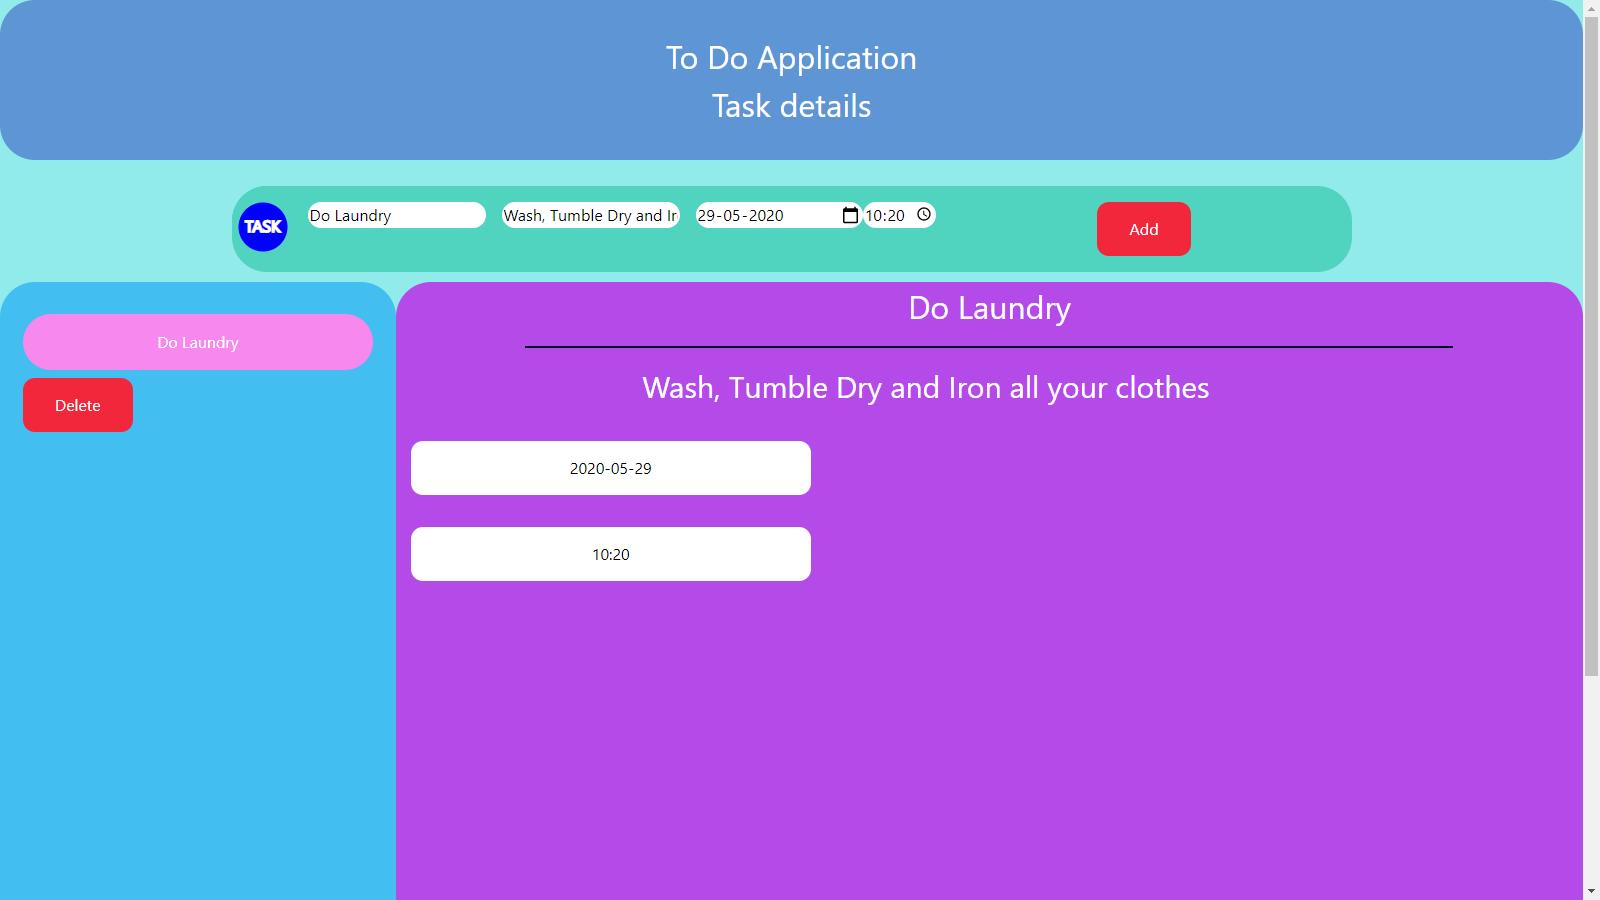 To Do Application
Task details
TASK Do Laundry Wash, Tumble Dry and Ir 29-05-2020 10:20 Add
Do Laundry
Delete
Do Laundry
Wash, Tumble Dry and Iron all your clothes
2020-05-29
10:20